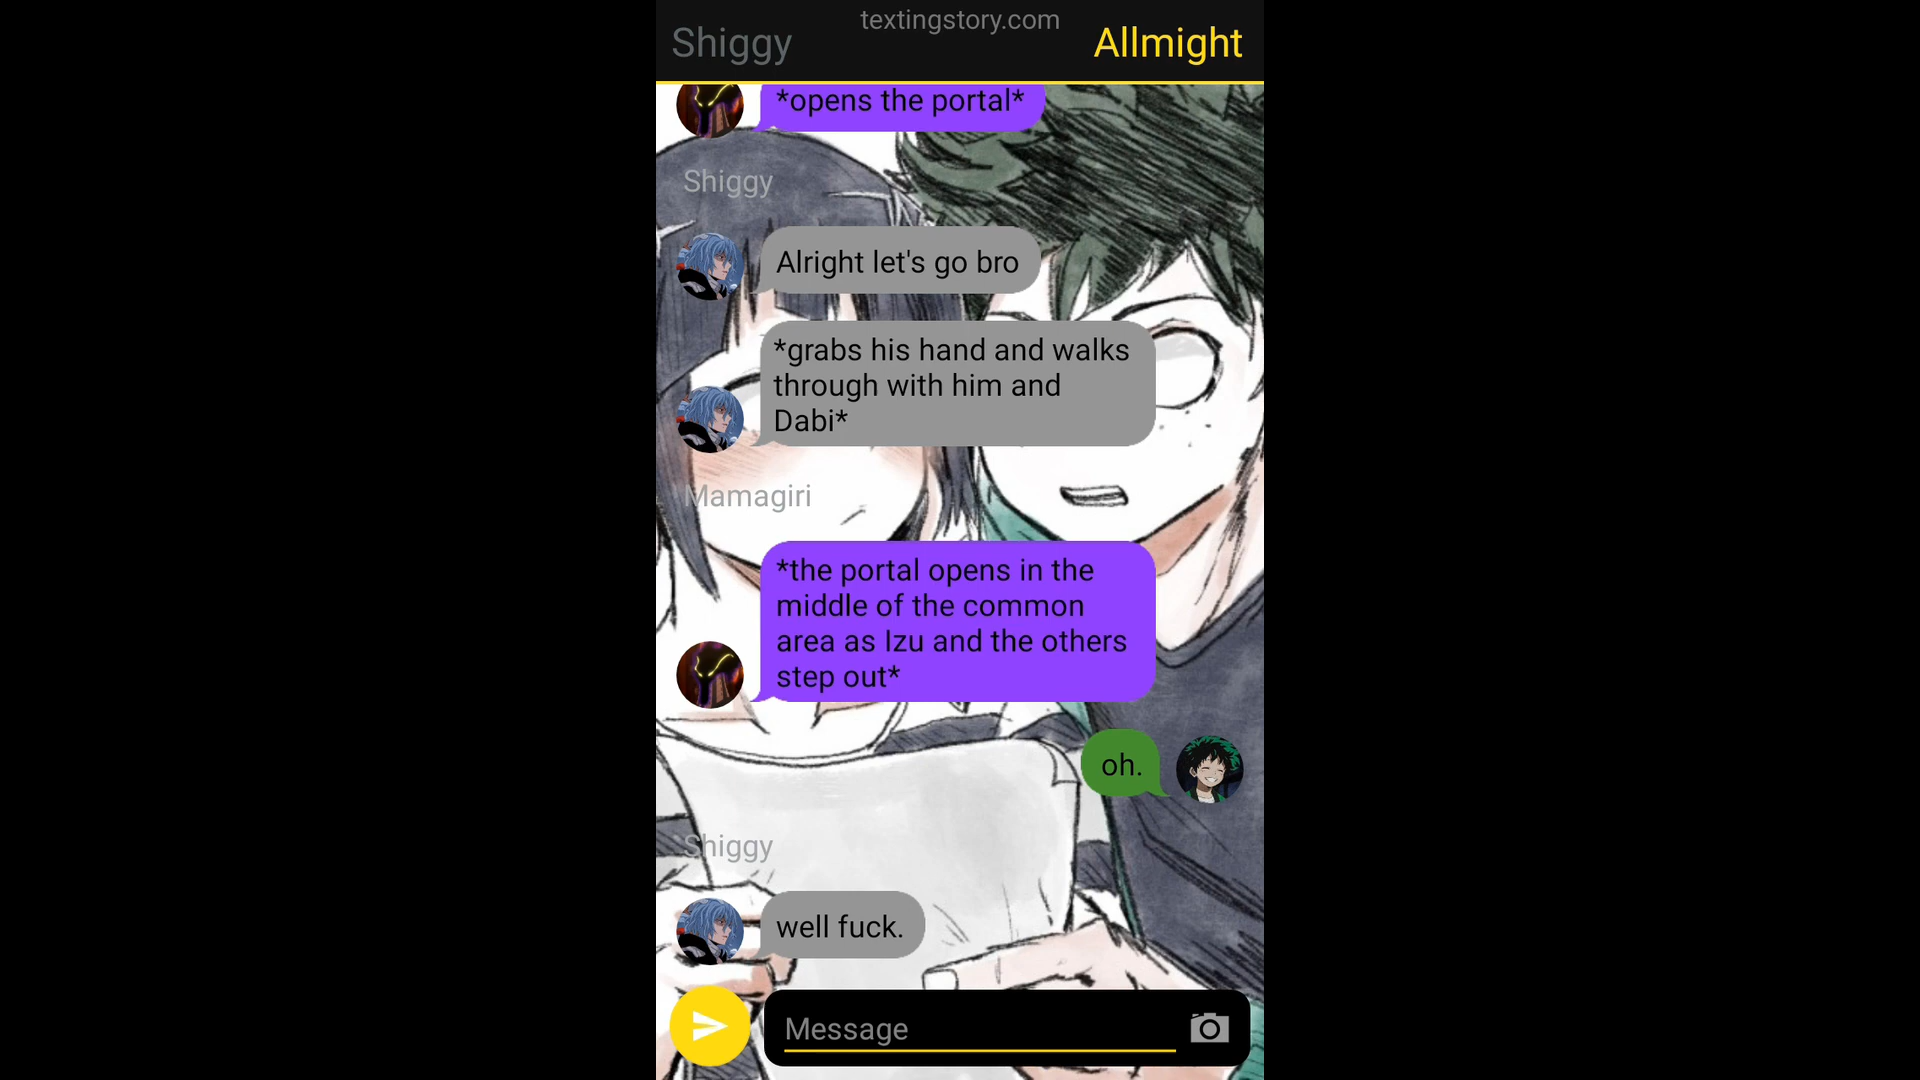 textingstory.com
Shiggy
Allmight
*opens the portal*
Shiggy
Alright let's go bro
*grabs his hand and walks
through with him and
Dabi*
Mamagiri
*the portal opens in the
middle of the common
area as Izu and the others
step out*
oh.
Shiggy
well fuck.
Message